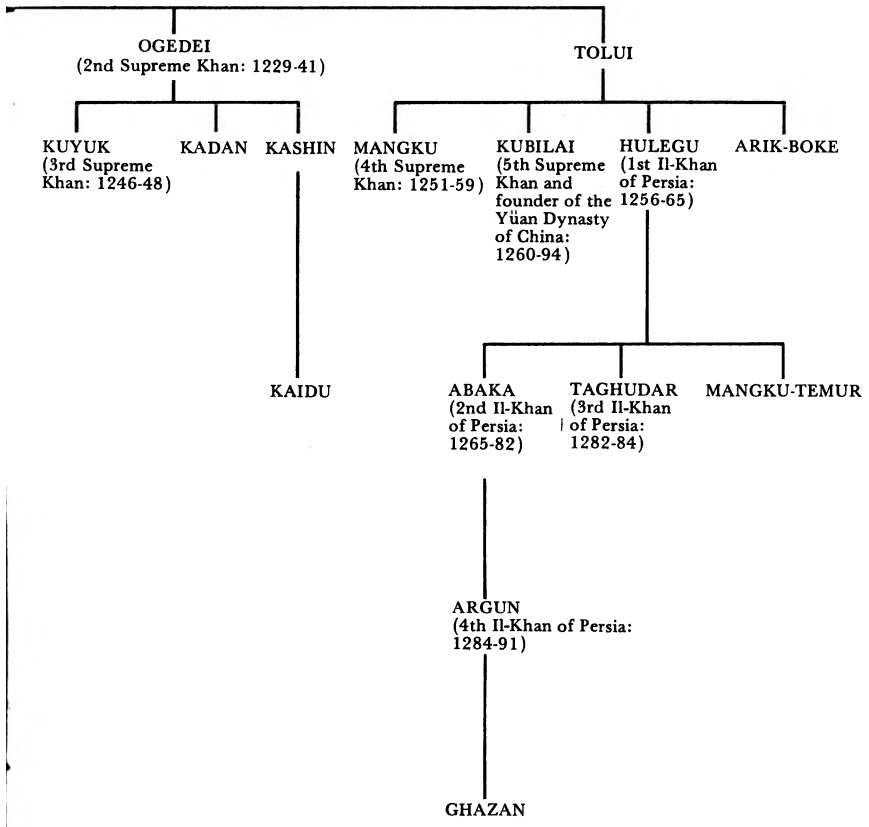 OGEDEI
(2nd Supreme Khan: 1229-41)
TOLUI
KUYUK
(3rd Supreme
Khan: 1246-48)
KADAN
KASHIN
MANGKU
(4th Supreme
Khan: 1251-59)
KUBILAI
(5th Supreme
Khan and
founder of the
Yüan Dynasty
of China:
1260-94)
HULEGU
(1st Il-Khan
of Persia:
1256-65)
ARIK-BOKE
KAIDU
ABAKA
(2nd Il-Khan
of Persia:
1265-82)
TAGHUDAR
(3rd Il-Khan
of Persia:
1282-84)
MANGKU-TEMUR
ARGUN
(4th Il-Khan of Persia:
1284-91)
GHAZAN